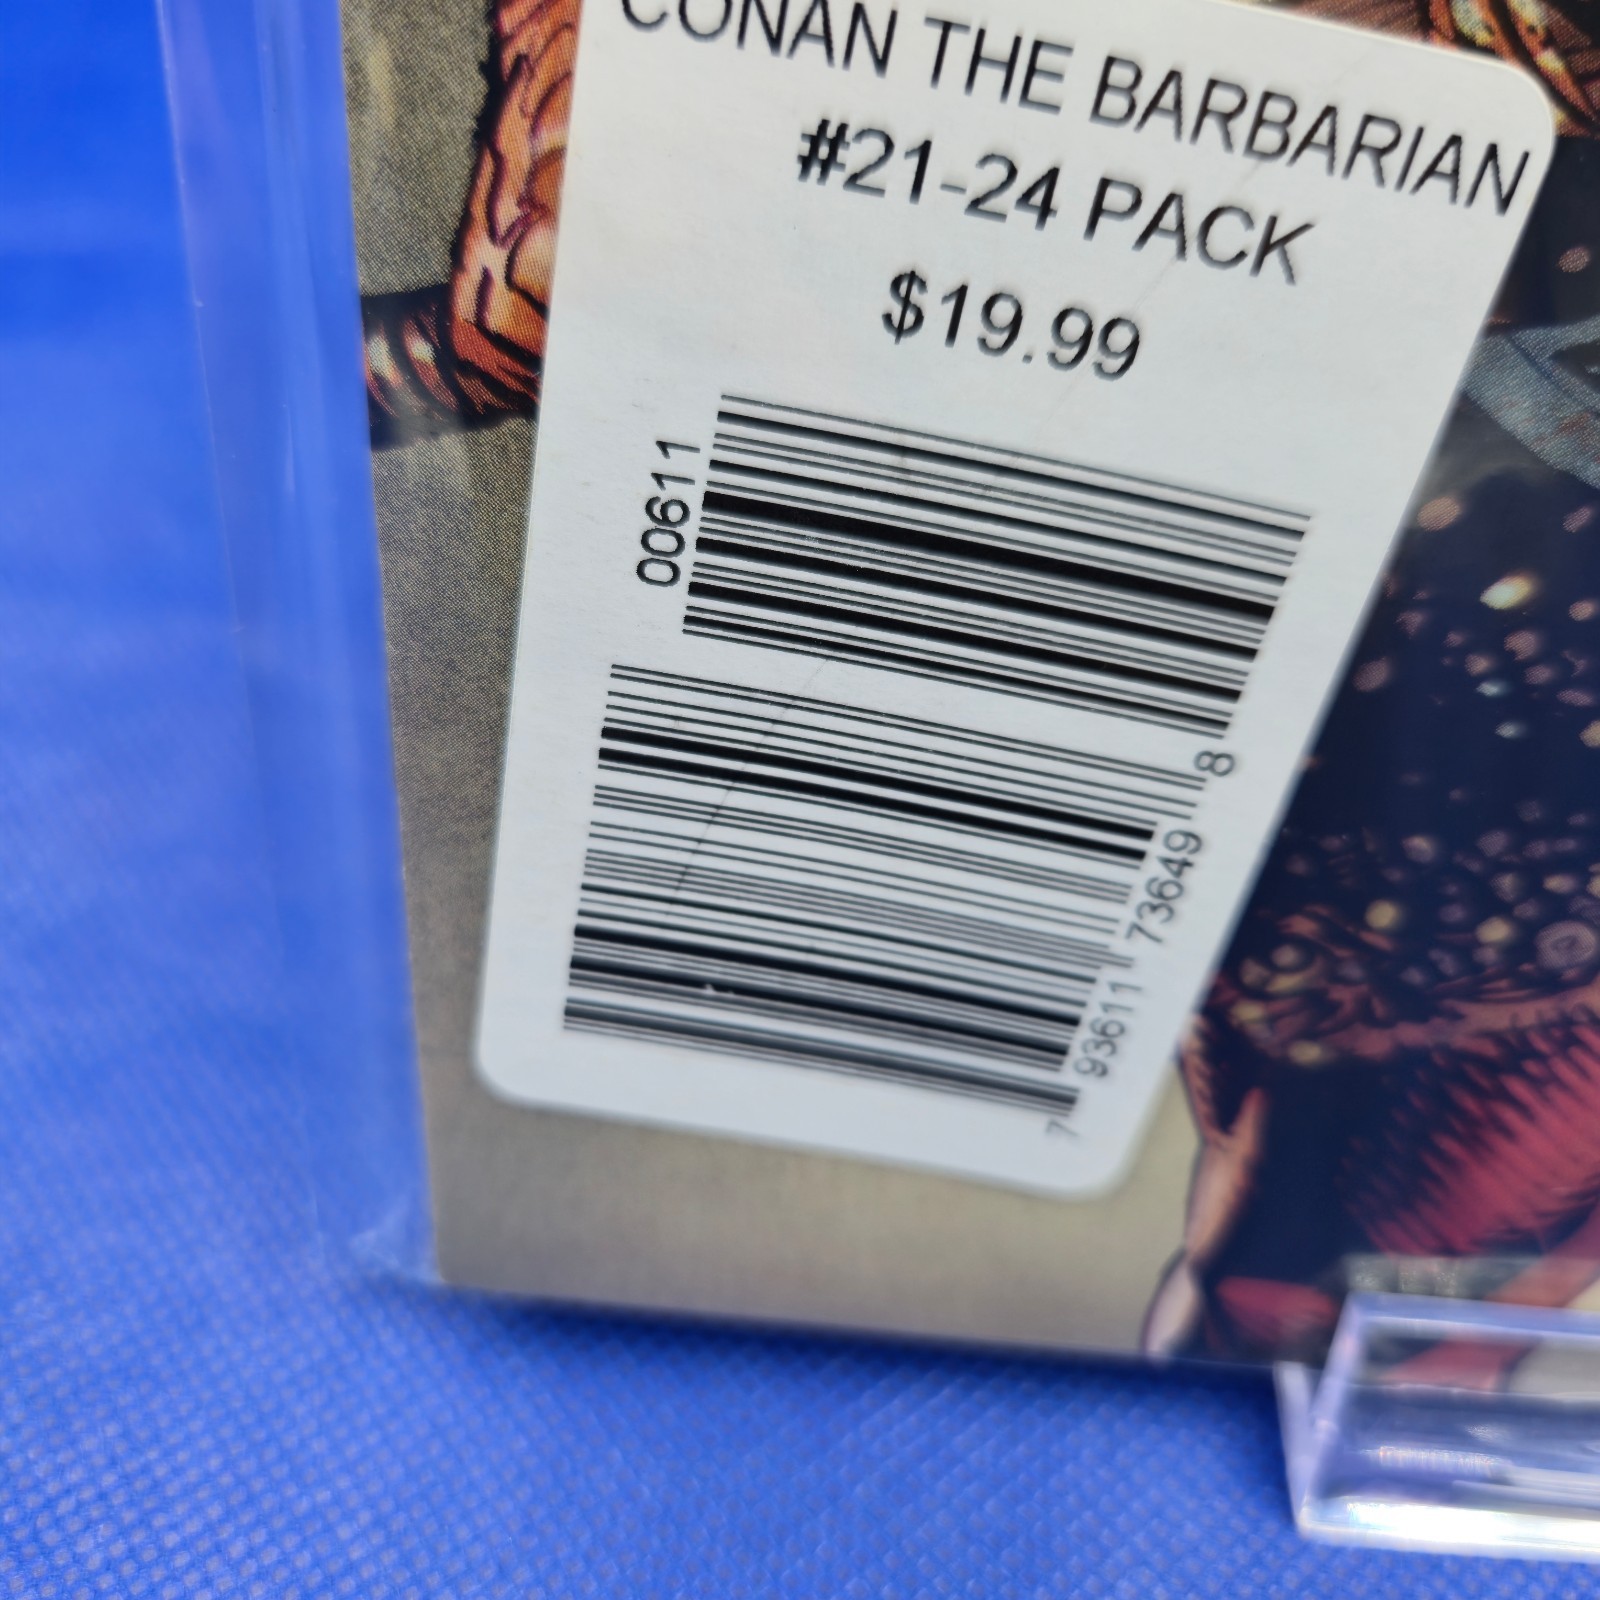 CONAN THE BARBARIAN
#21-24 PACK
$19.99
00611
7 93611 73649 8